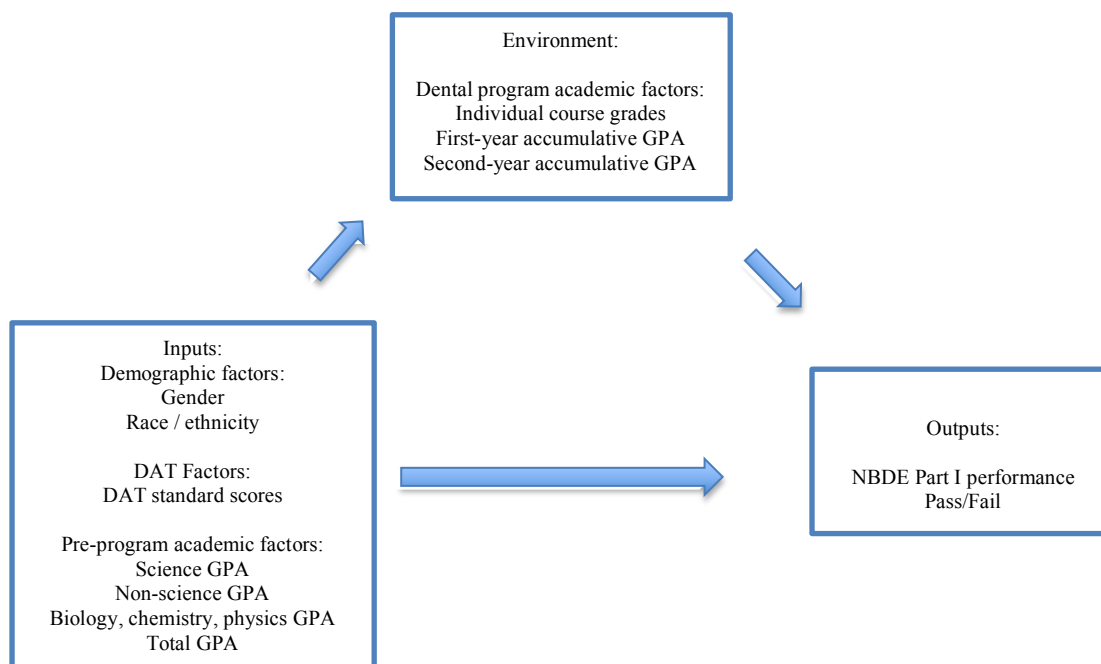 Environment:
Dental program academic factors:
Individual course grades
First-year accumulative GPA
Second-year accumulative GPA
Inputs:
Demographic factors:
Gender
Race / ethnicity
DAT Factors:
DAT standard scores
Pre-program academic factors:
Science GPA
Non-science GPA
Biology, chemistry, physics GPA
Total GPA
Outputs:
NBDE Part I performance
Pass/Fail